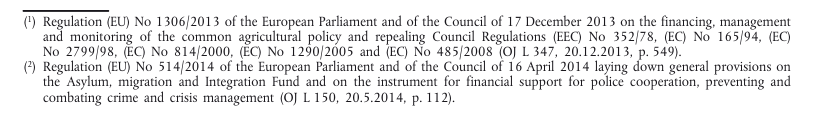 (¹) Regulation (EU) No 1306/2013 of the European Parliament and of the Council of 17 December 2013 on the financing, management
and monitoring of the common agricultural policy and repealing Council Regulations (EEC) No 352/78, (EC) No 165/94, (EC)
No 2799/98, (EC) No 814/2000, (EC) No 1290/2005 and (EC) No 485/2008 (OJ L 347, 20.12.2013, p. 549).
(²) Regulation (EU) No 514/2014 of the European Parliament and of the Council of 16 April 2014 laying down general provisions on
the Asylum, migration and Integration Fund and on the instrument for financial support for police cooperation, preventing and
combating crime and crisis management (OJ L 150, 20.5.2014, p. 112).